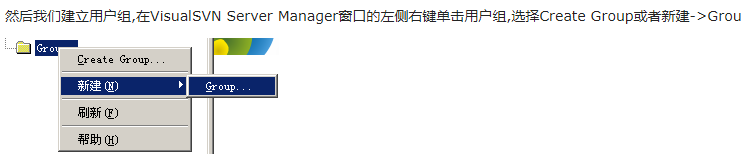 然后我们建立用户组,在VisualSVN Server Manager窗口的左侧右键单击用户组,选择Create Group或者新建->Grou
Grou
Create Group...
新建(N)
Group...
刷新(F)
帮助(H)